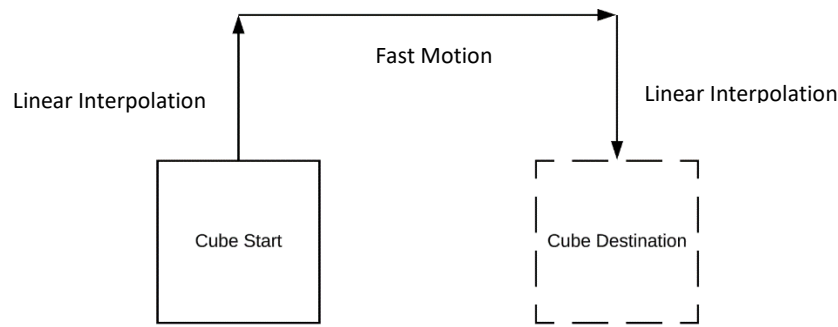 Fast Motion
Linear Interpolation
Linear Interpolation
Cube Start
Cube Destination